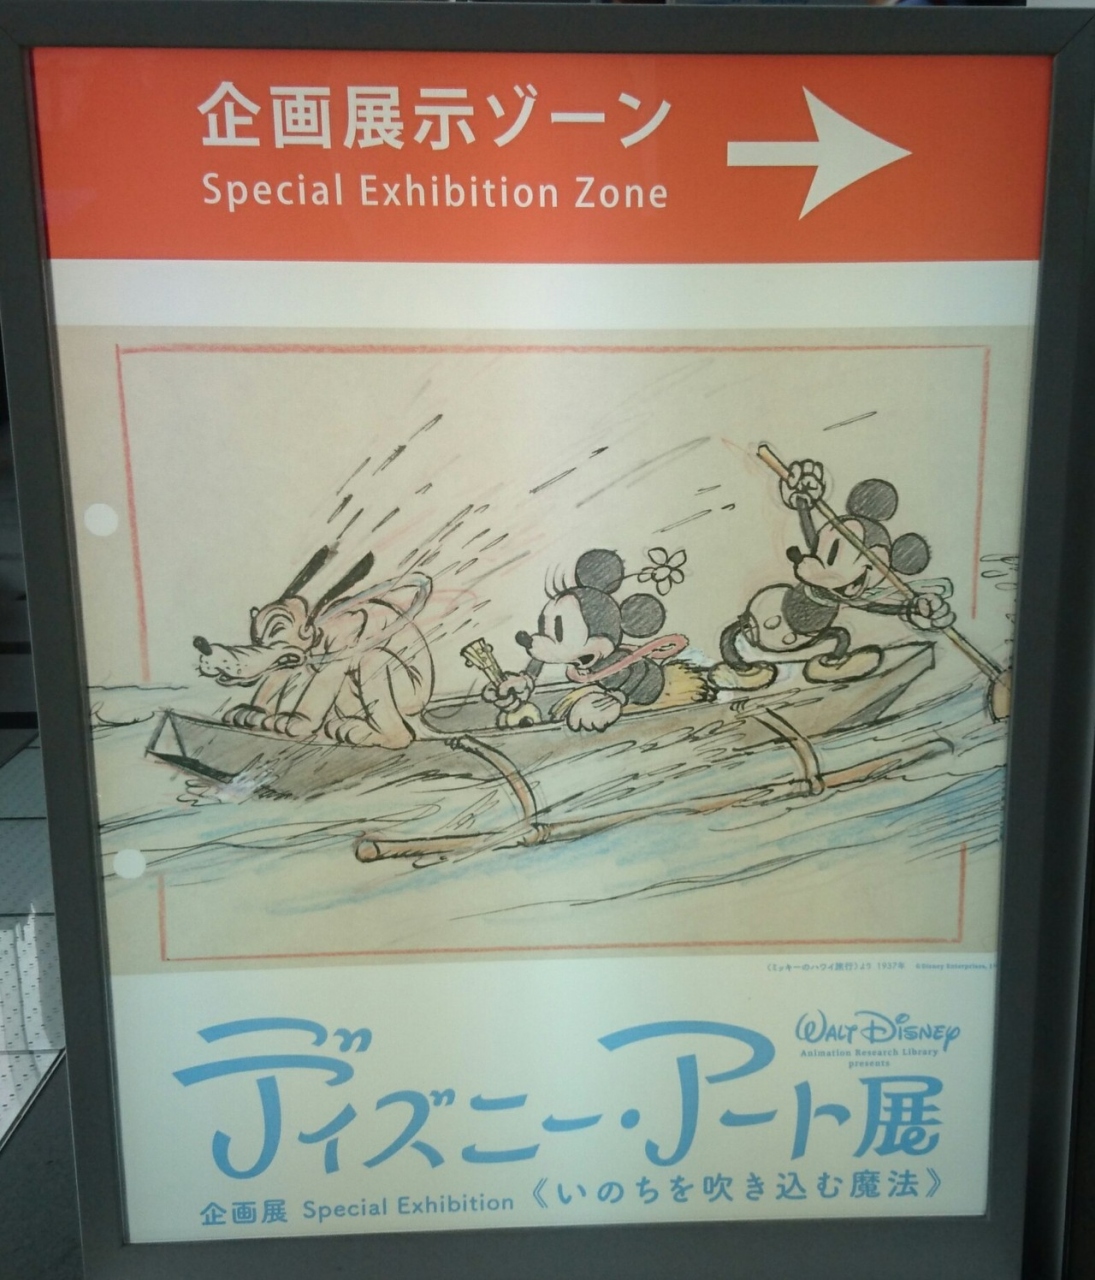 企画展示ゾーン
Special Exhibition Zone
《ミッキーのハワイ旅行》より 1937年 ©Disney Enterprises,
WALT DISNEY
Animation Research Library
presents
ディズニー・アート展
《いのちを吹き込む魔法》
企画展 Special Exhibition